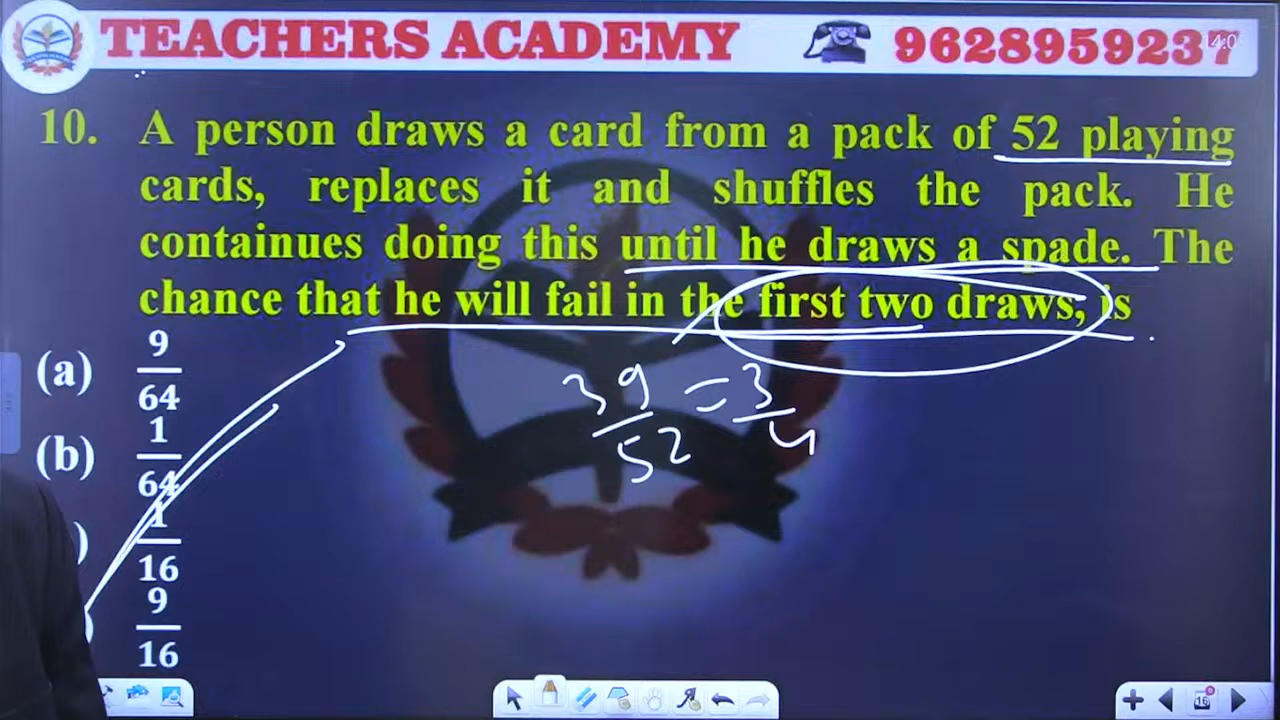 TEACHERS ACADEMY
9628959237
10. A person draws a card from a pack of 52 playing
cards, replaces it and shuffles the pack. He
containues doing this until he draws a spade. The
chance that he will fail in the first two draws, is
(a) 9/64
(b) 1/64
) 1/16
) 9/16
39/52 = 3/4
16